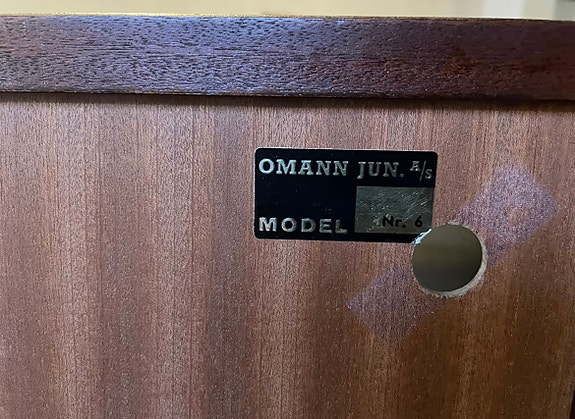 OMANN JUN. A/S
MODEL Nr. 6